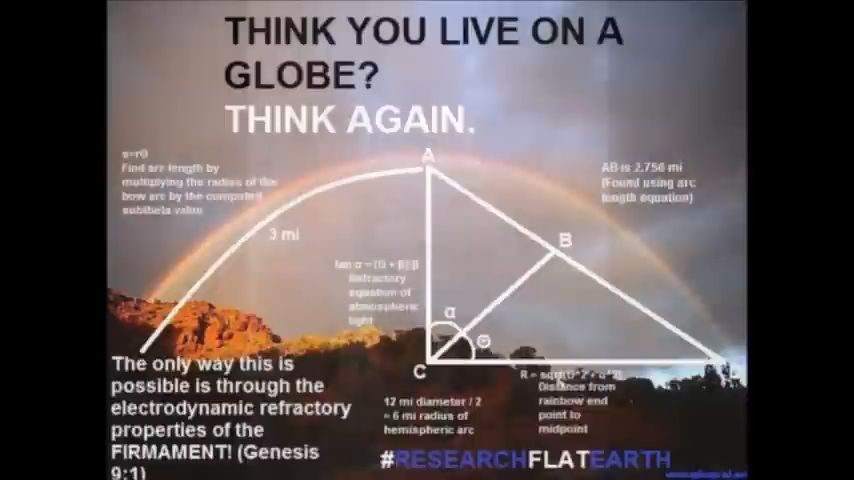 THINK YOU LIVE ON A
GLOBE?
THINK AGAIN.
A
s=rΘ
Find arc length by
multiplying the radius of the
bow arc by the computed
subtheta value
AB is 2.756 mi
(Found using arc
length equation)
3 mi
B
Refractory
equation of
atmospheric
light
α
Θ
C
The only way this is
possible is through the
electrodynamic refractory
properties of the
FIRMAMENT! (Genesis
9:1)
12 mi diameter / 2
= 6 mi radius of
hemispheric arc
Distance from
rainbow end
point to
midpoint
#RESEARCHFLATEARTH